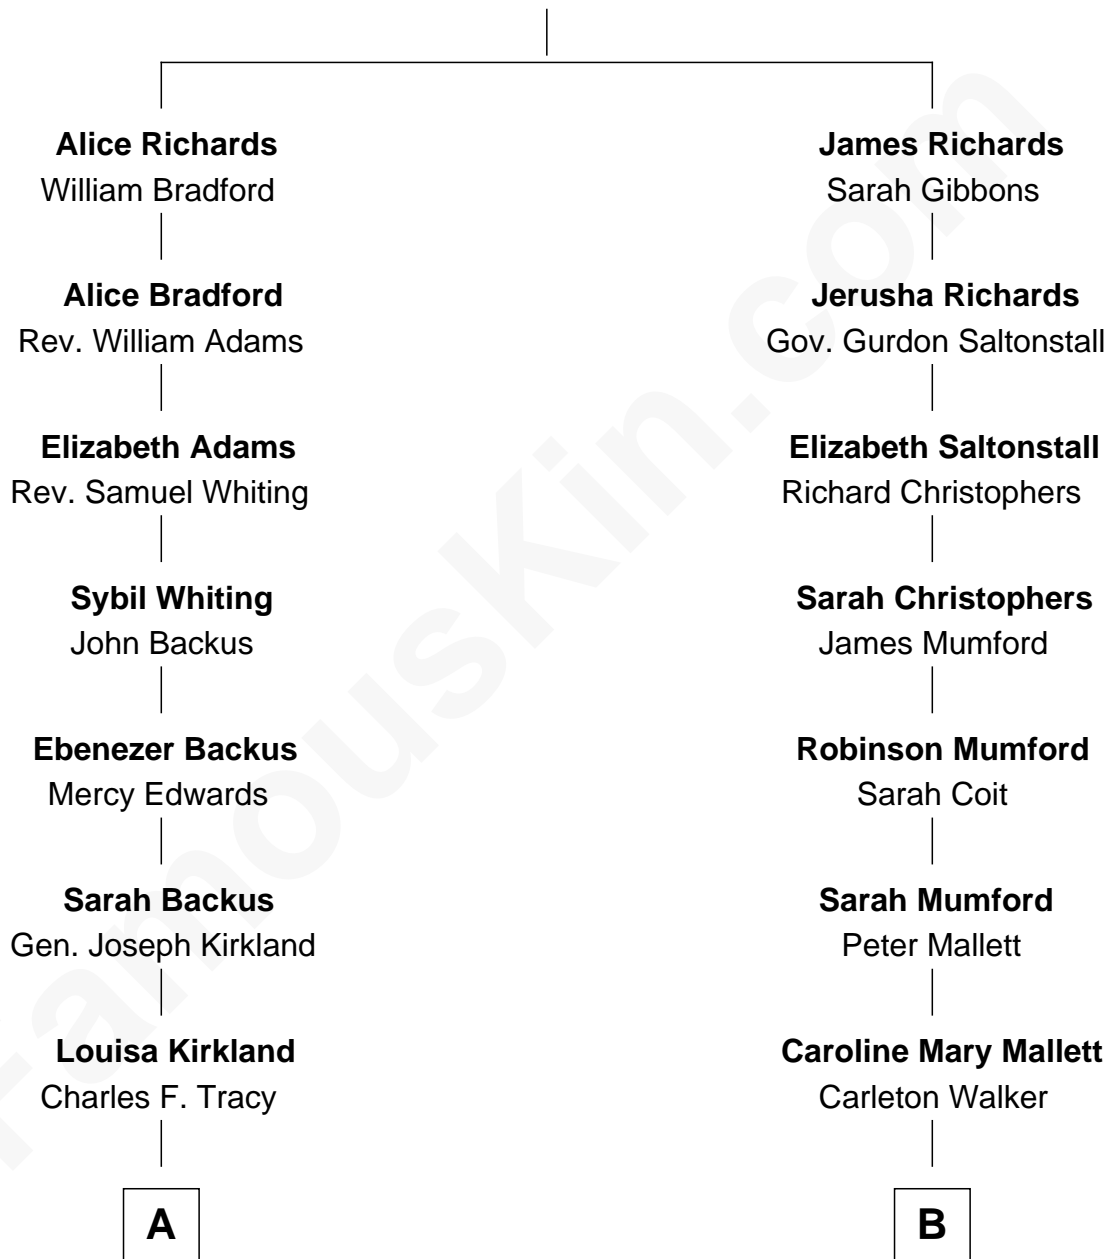 Alice Richards
William Bradford
James Richards
Sarah Gibbons
Alice Bradford
Rev. William Adams
Jerusha Richards
Gov. Gurdon Saltonstall
Elizabeth Adams
Rev. Samuel Whiting
Elizabeth Saltonstall
Richard Christophers
Sybil Whiting
John Backus
Sarah Christophers
James Mumford
Ebenezer Backus
Mercy Edwards
Robinson Mumford
Sarah Coit
Sarah Backus
Gen. Joseph Kirkland
Sarah Mumford
Peter Mallett
Louisa Kirkland
Charles F. Tracy
Caroline Mary Mallett
Carleton Walker
A
B
FamousKin.com